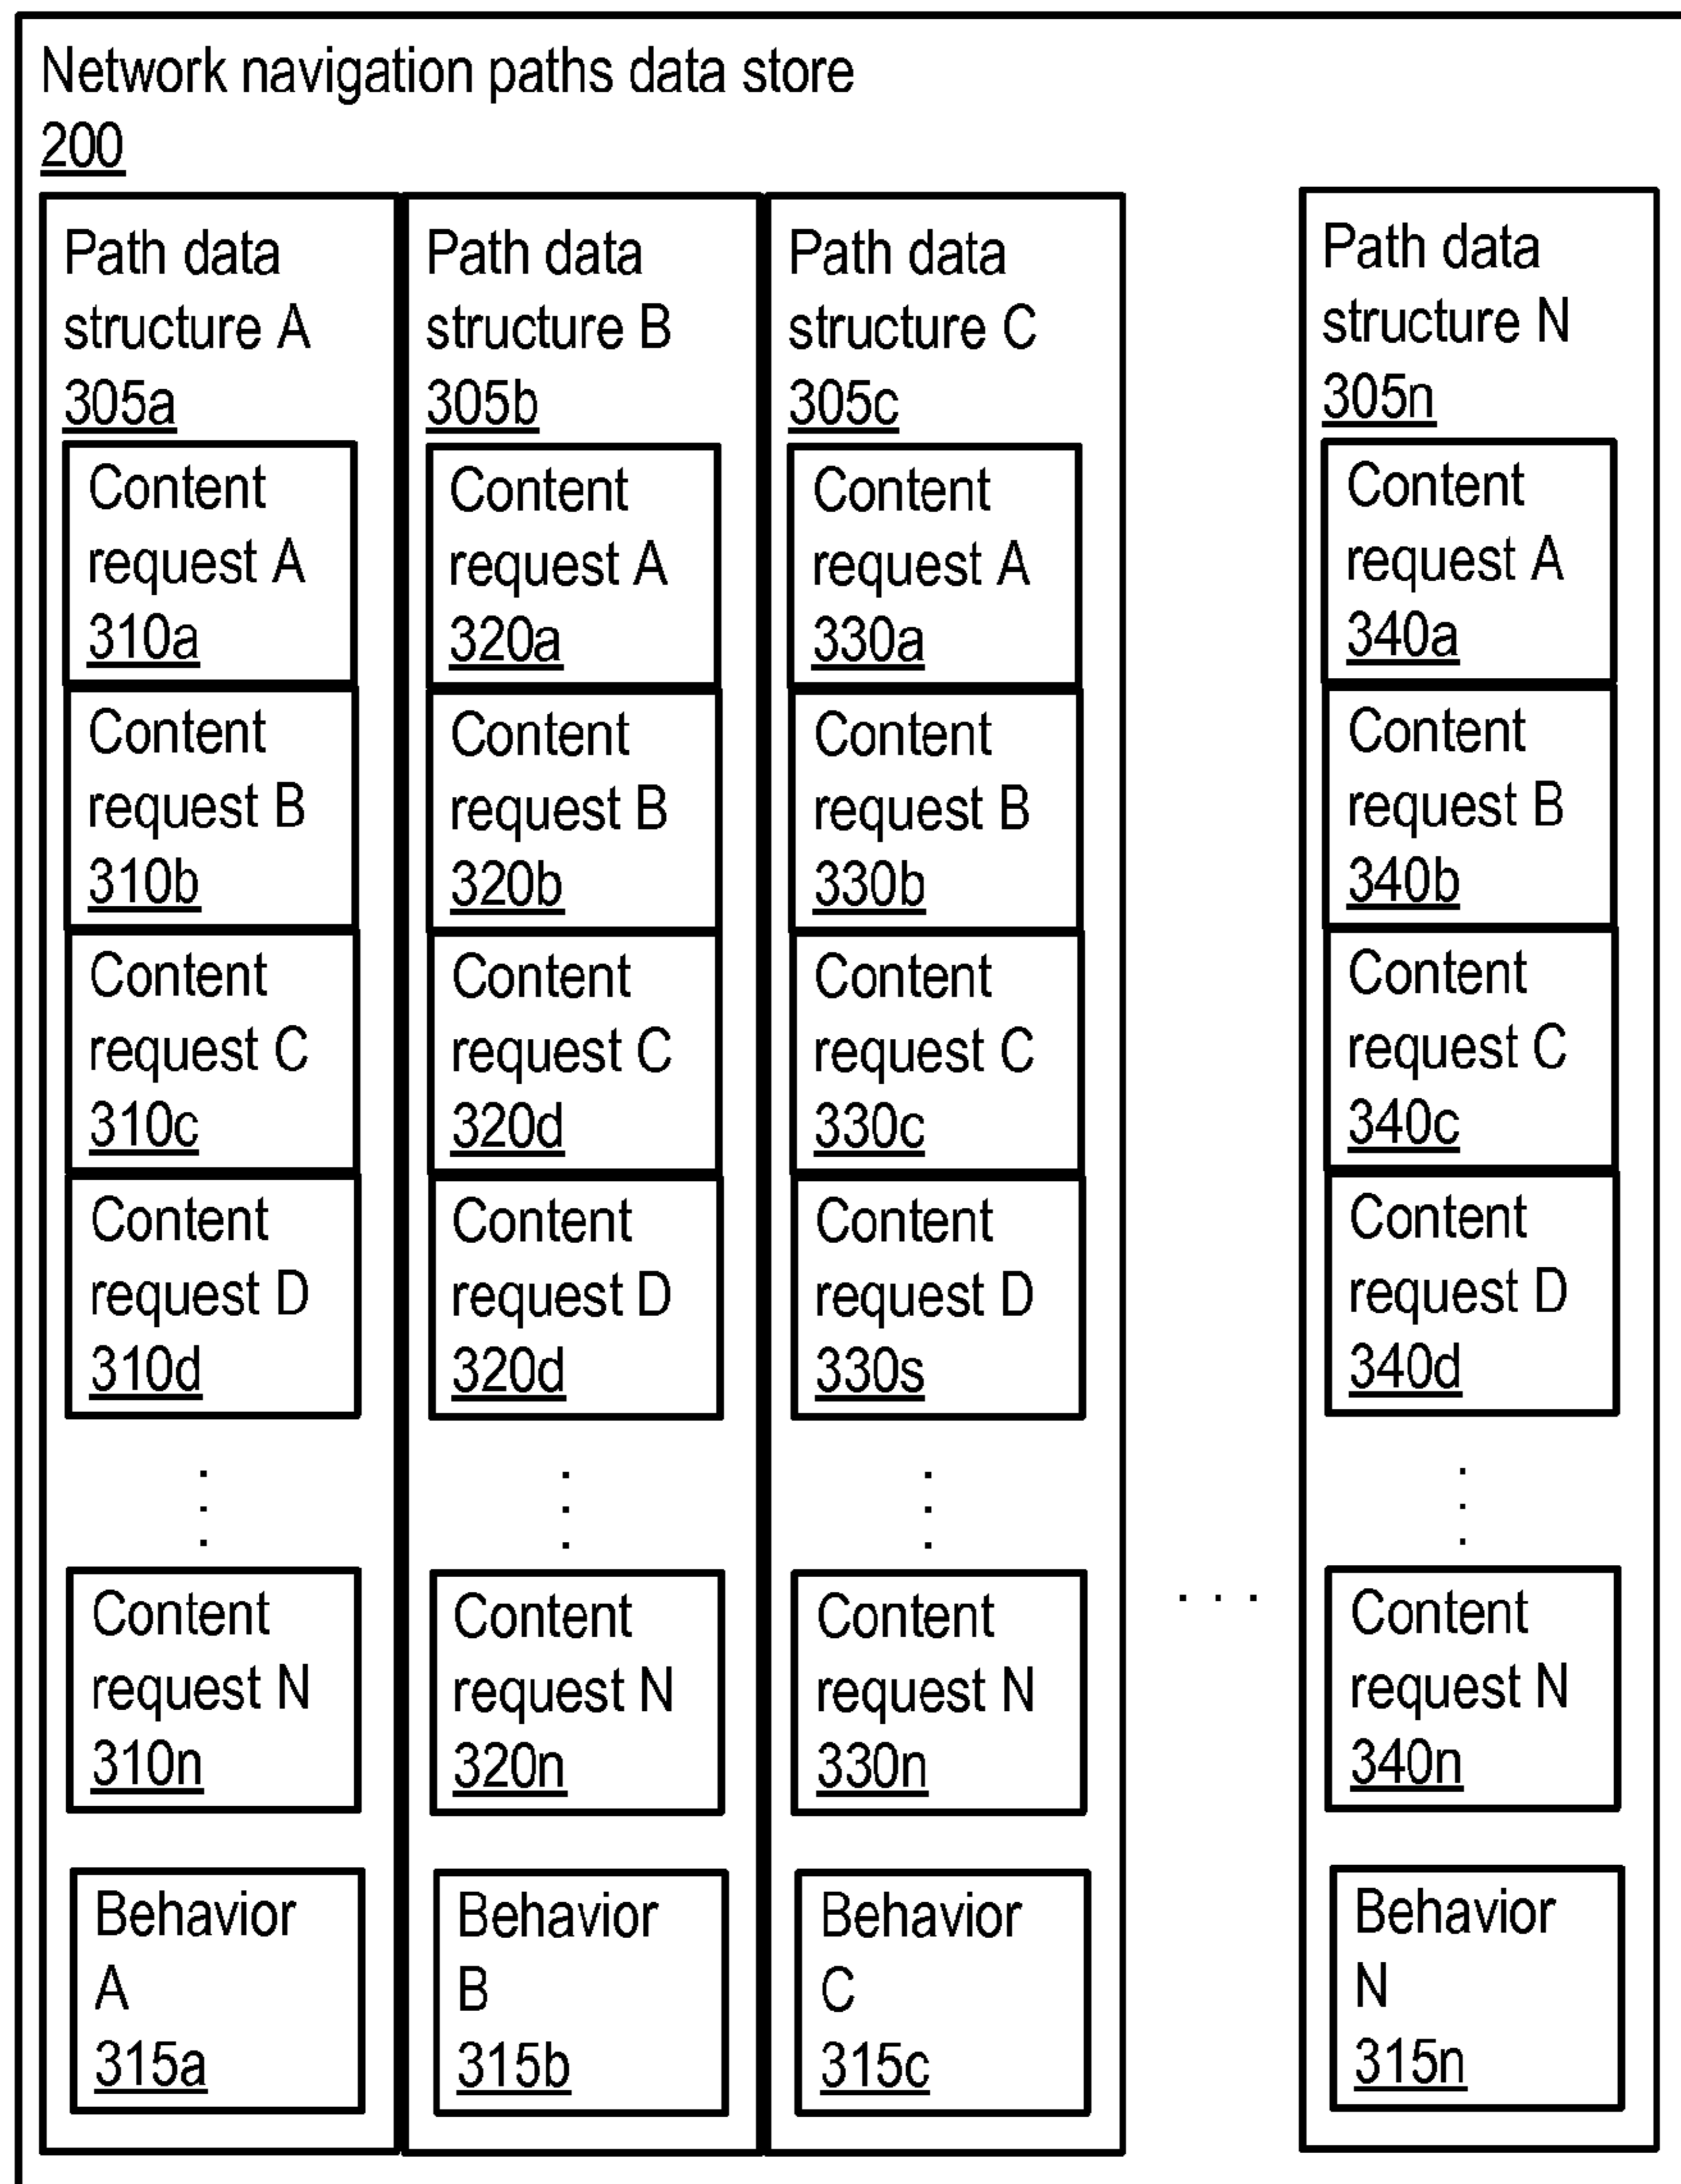 Network navigation paths data store
200
Path data
structure A
305a
Content
request A
310a
Content
request B
310b
Content
request C
310c
Content
request D
310d
.
.
.
Content
request N
310n
Behavior
A
315a
Path data
structure B
305b
Content
request A
320a
Content
request B
320b
Content
request C
320d
Content
request D
320d
.
.
.
Content
request N
320n
Behavior
B
315b
Path data
structure C
305c
Content
request A
330a
Content
request B
330b
Content
request C
330c
Content
request D
330s
.
.
.
Content
request N
330n
Behavior
C
315c
. . .
Path data
structure N
305n
Content
request A
340a
Content
request B
340b
Content
request C
340c
Content
request D
340d
.
.
.
Content
request N
340n
Behavior
N
315n